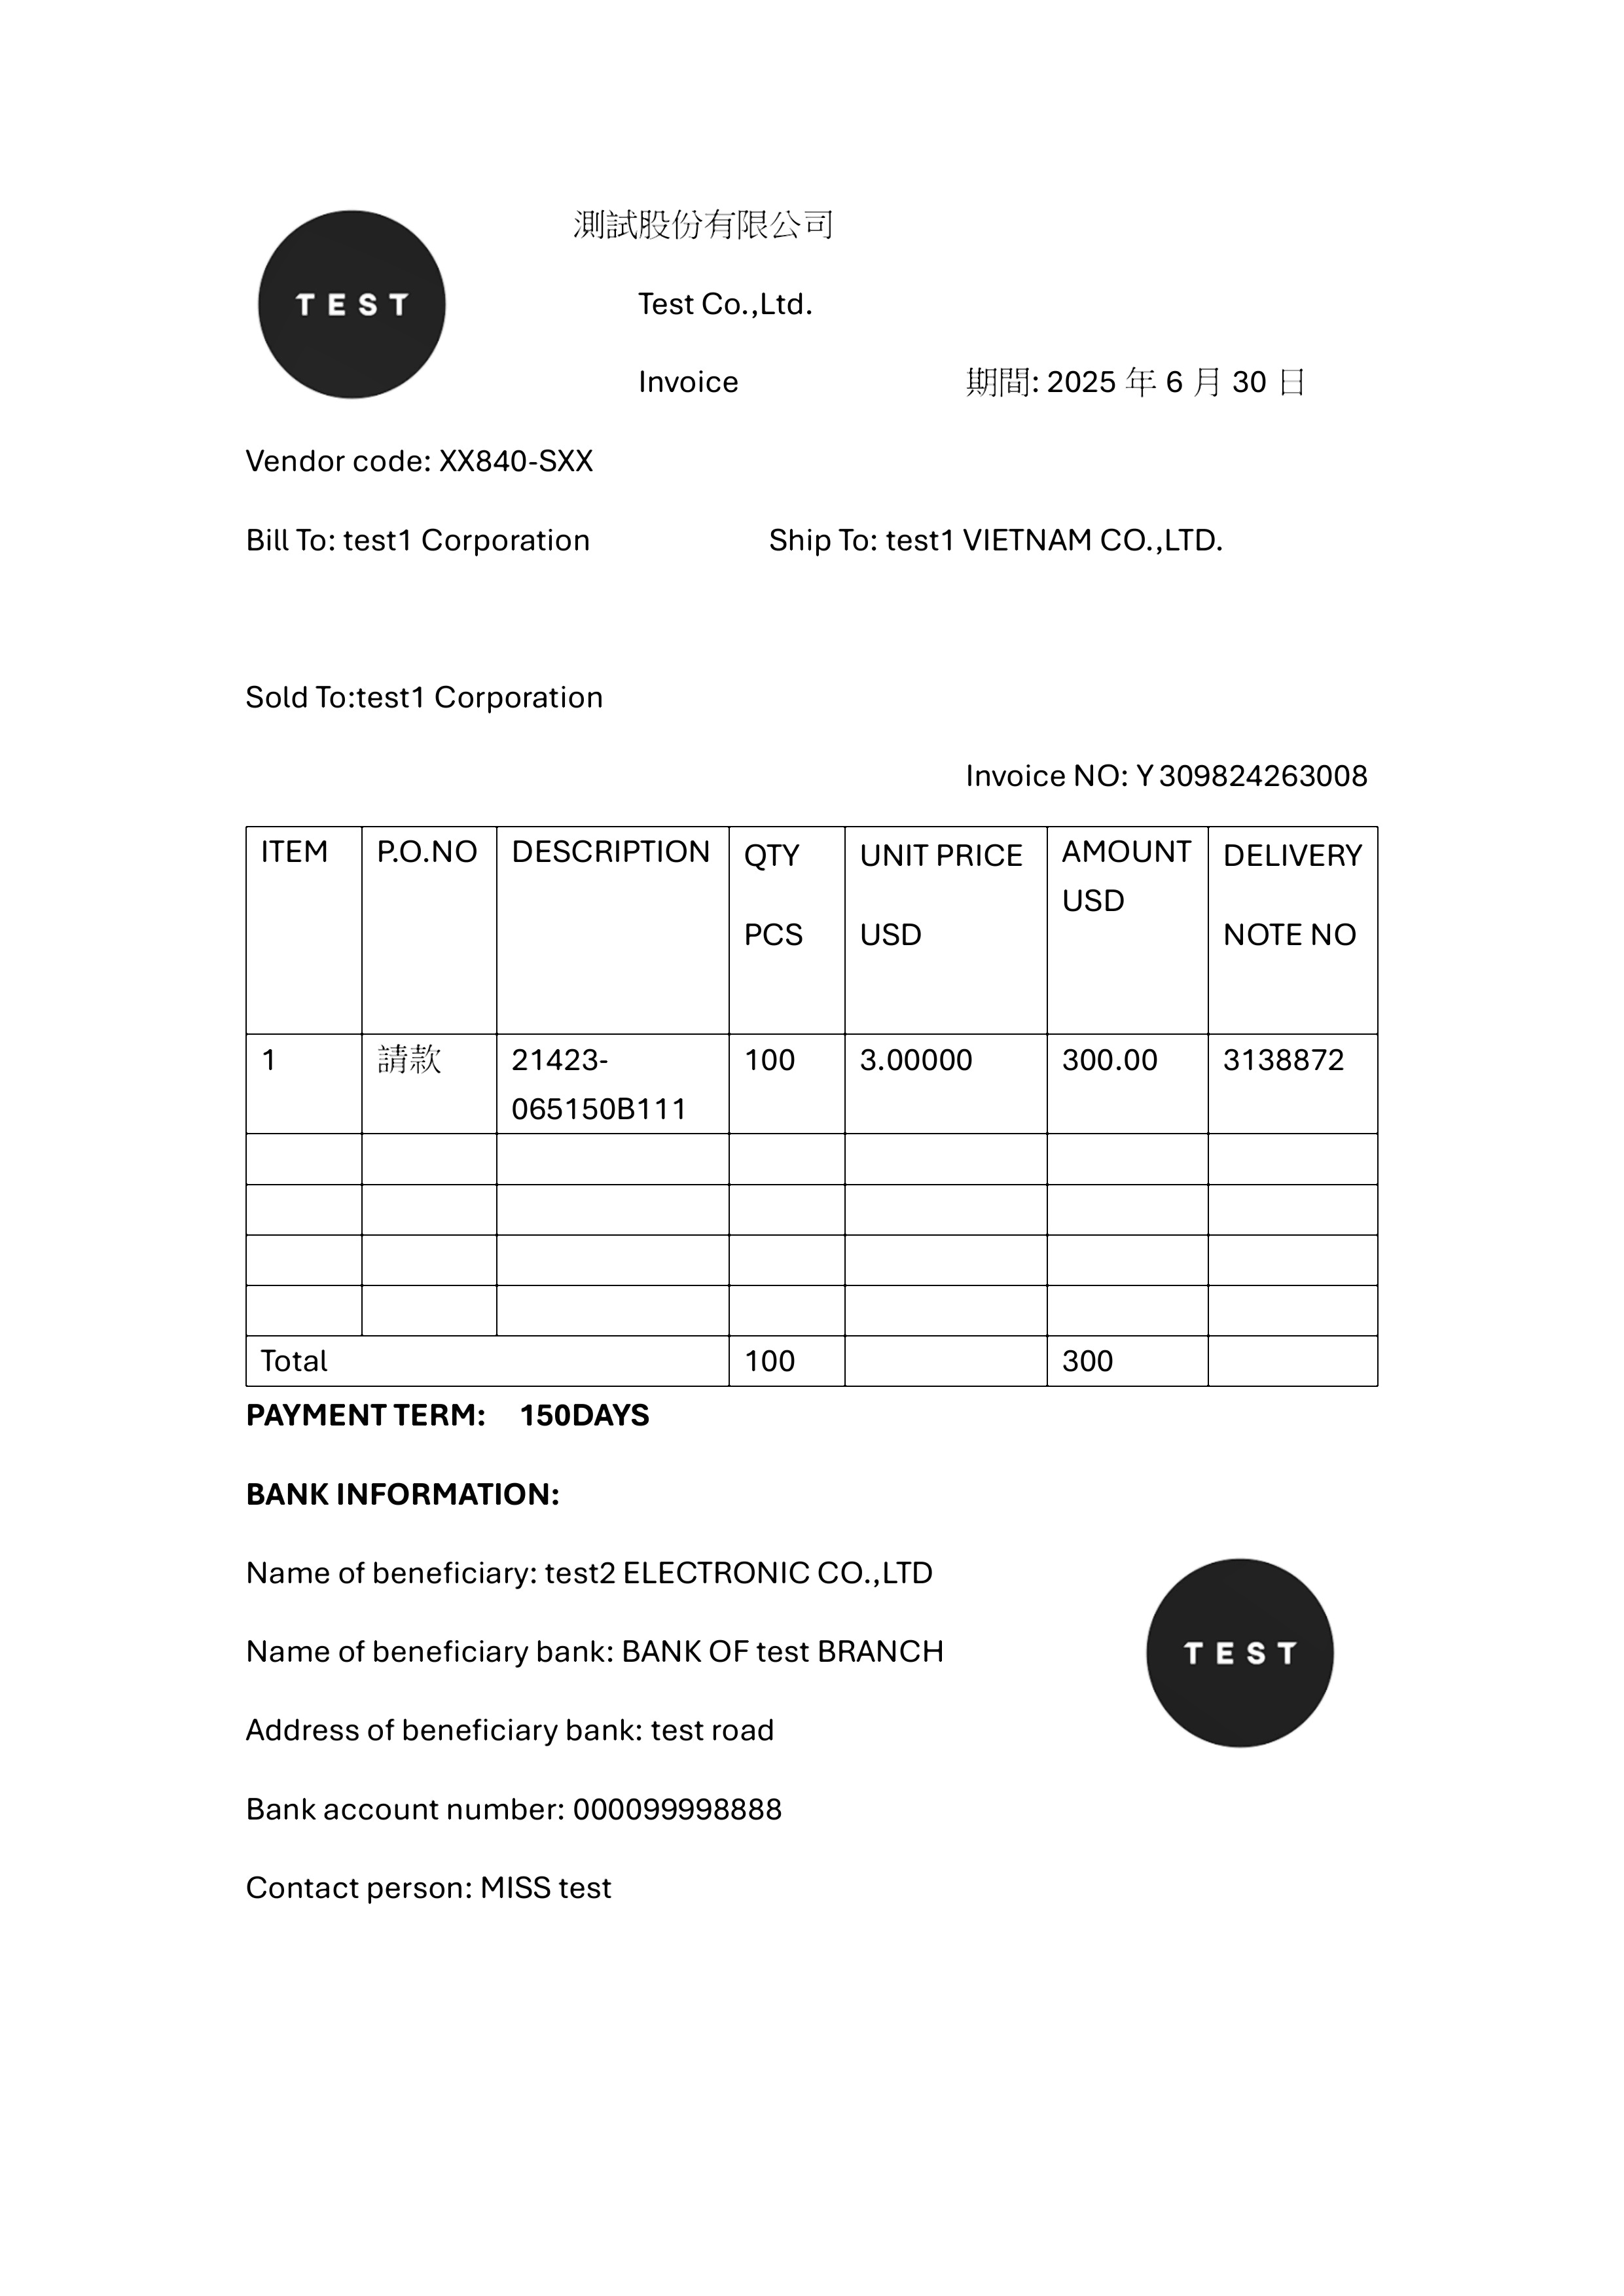 測試股份有限公司
TEST
Test Co.,Ltd.
Invoice 期間: 2025 年 6 月 30 日
Vendor code: XX840-SXX
Bill To: test1 Corporation Ship To: test1 VIETNAM CO.,LTD.
Sold To:test1 Corporation
Invoice NO: Y309824263008
ITEM P.O.NO DESCRIPTION QTY PCS UNIT PRICE USD AMOUNT USD DELIVERY NOTE NO
1 請款 21423-065150B111 100 3.00000 300.00 3138872
Total 100 300
PAYMENT TERM: 150DAYS
BANK INFORMATION:
Name of beneficiary: test2 ELECTRONIC CO.,LTD
Name of beneficiary bank: BANK OF test BRANCH
TEST
Address of beneficiary bank: test road
Bank account number: 000099998888
Contact person: MISS test